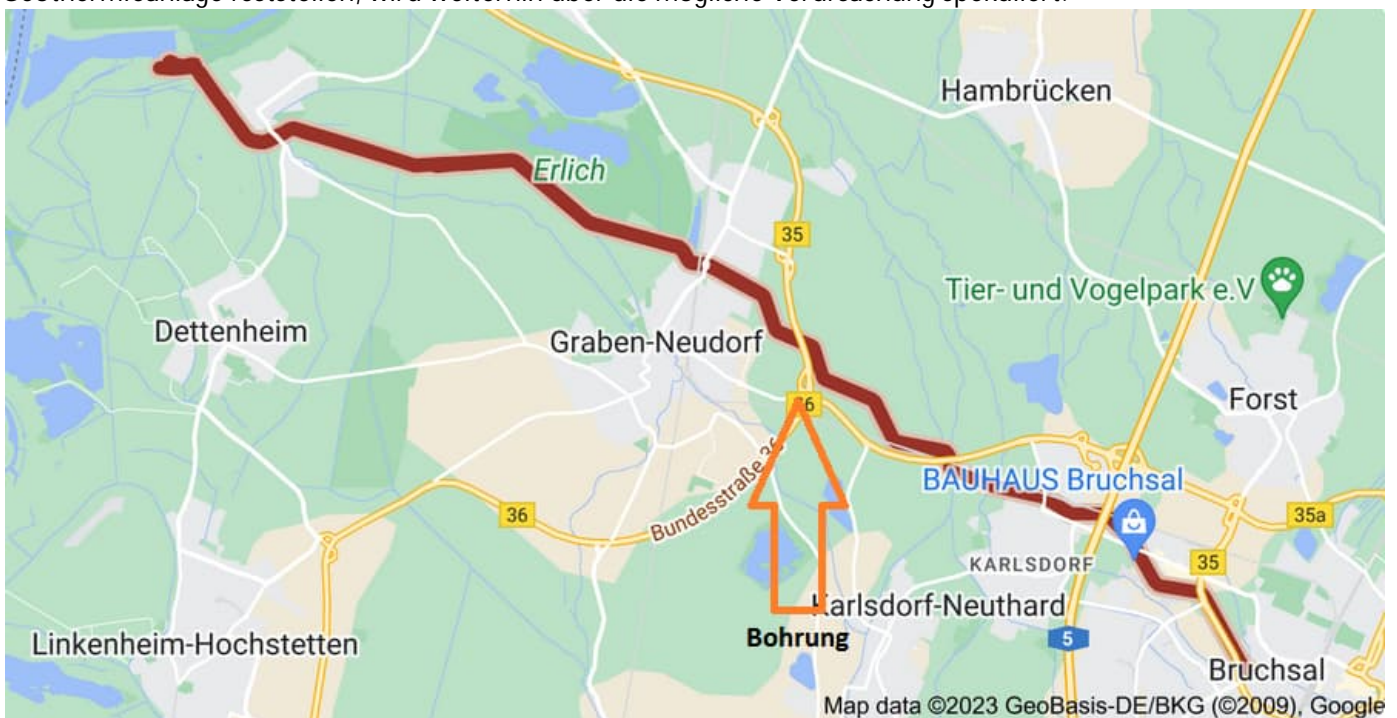 Hambrücken
Erlich
35
Tier- und Vogelpark e.V
Dettenheim
Graben-Neudorf
Forst
36
Bundesstraße 36
BAUHAUS Bruchsal
36
35a
KARLSDORF
35
Karlsdorf-Neuthard
Linkenheim-Hochstetten
Bohrung
5
Bruchsal
Map data ©2023 GeoBasis-DE/BKG (©2009), Google